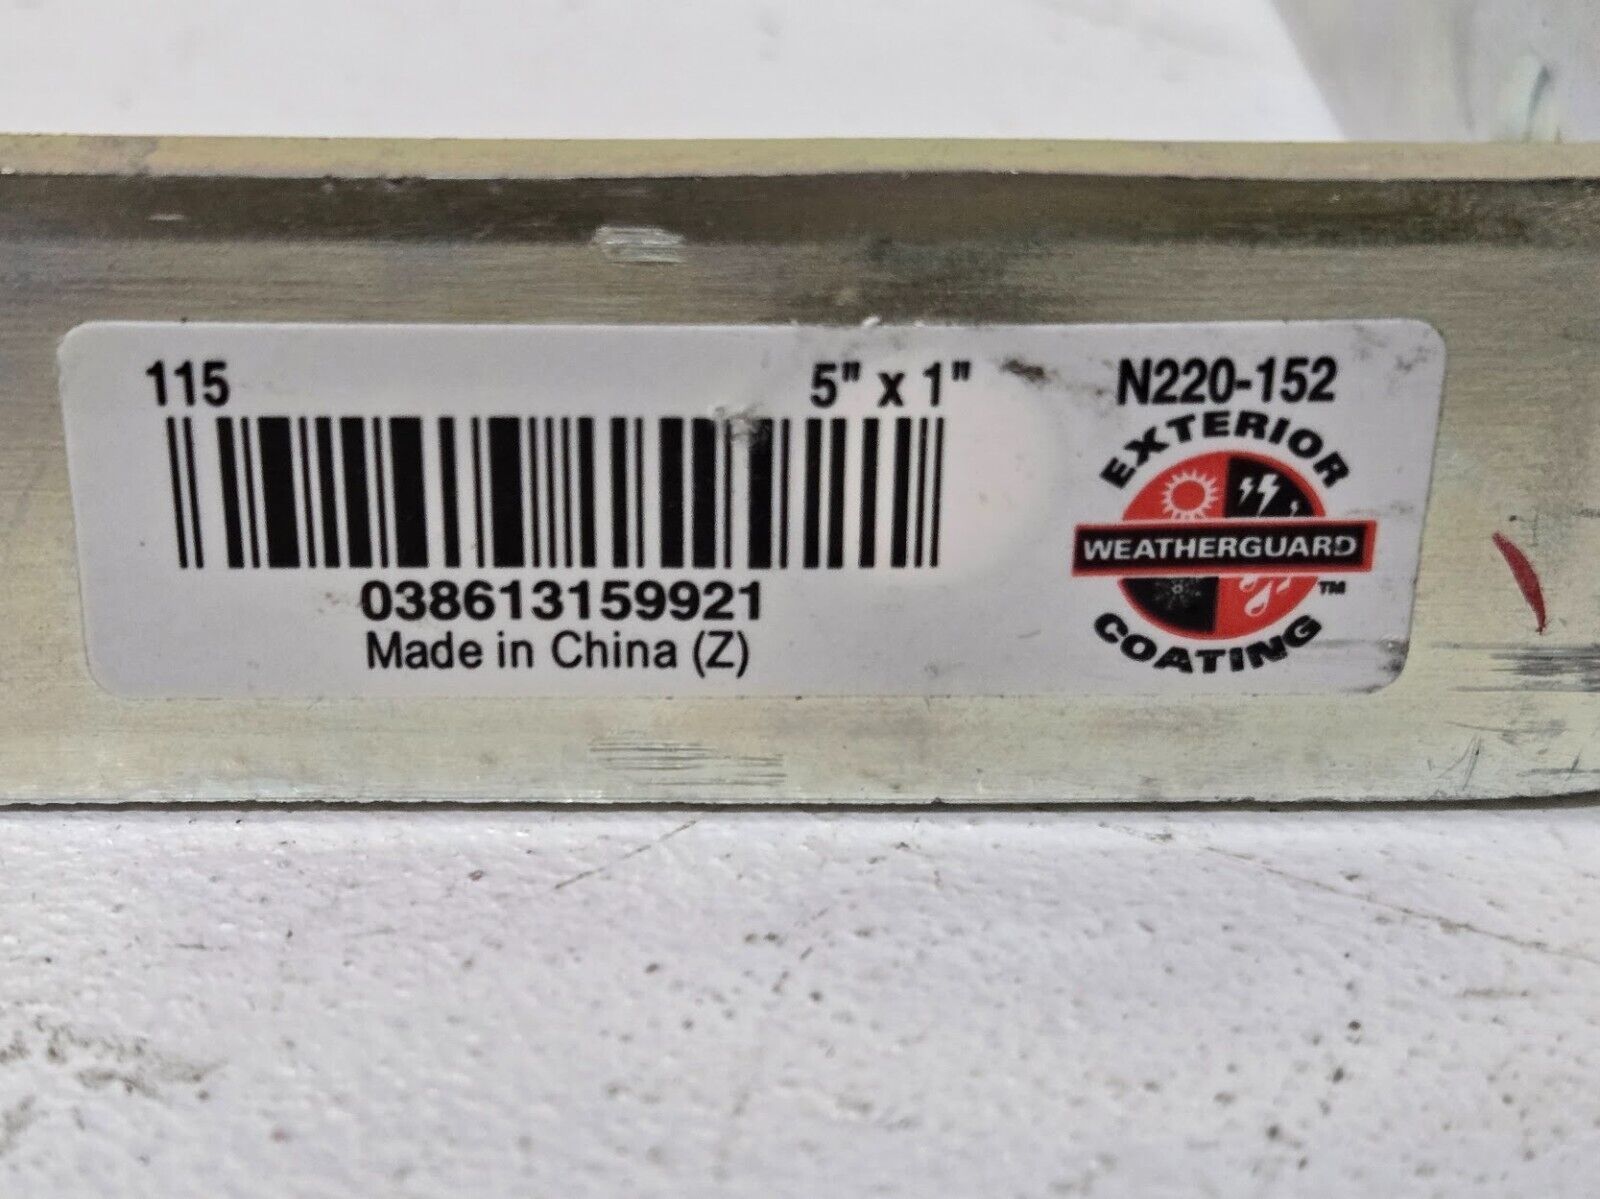 115 5" x 1" N220-152
EXTERIOR
WEATHERGUARD
TM
COATING
038613159921
Made in China (Z)